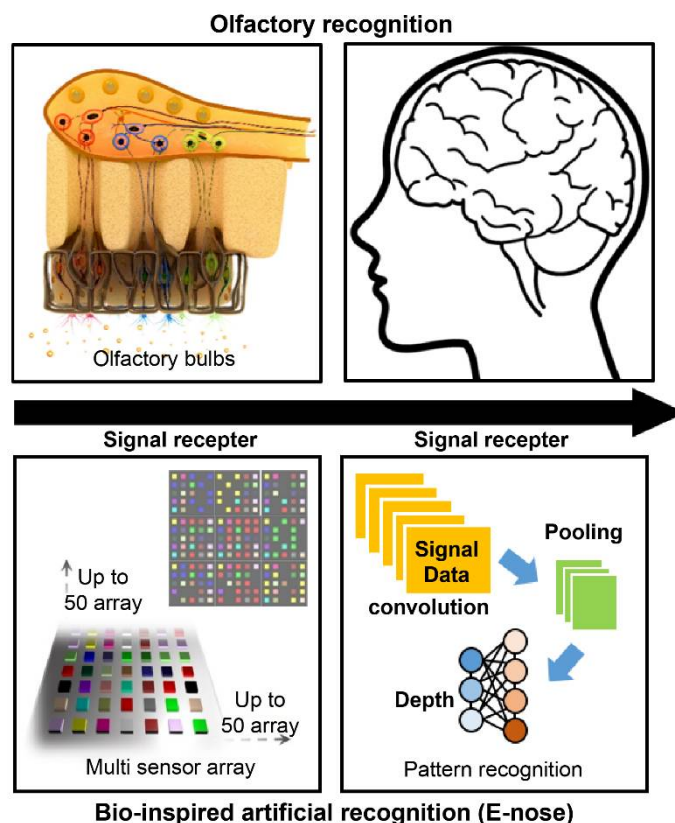 Olfactory recognition
Olfactory bulbs
Signal recepter
Signal recepter
Up to
50 array
Up to
50 array
Multi sensor array
Signal
Data
convolution
Pooling
Depth
Pattern recognition
Bio-inspired artificial recognition (E-nose)